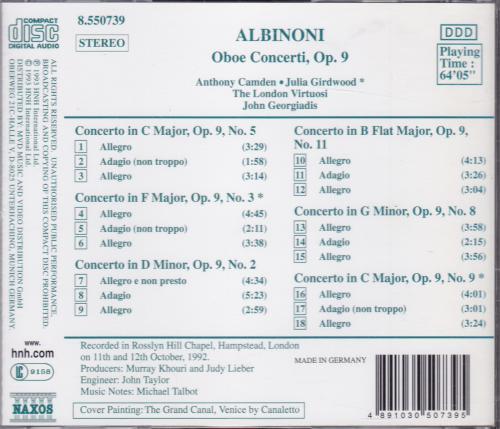 COMPACT
disc
DIGITAL AUDIO
8.550739
STEREO
ALBINONI
Oboe Concerti, Op. 9
Anthony Camden • Julia Girdwood *
The London Virtuosi
John Georgiadis
DDD
Playing
Time :
64'05"
Concerto in C Major, Op. 9, No. 5
1 Allegro (3:29)
2 Adagio (non troppo) (1:58)
3 Allegro (3:14)
Concerto in F Major, Op. 9, No. 3 *
4 Allegro (4:45)
5 Adagio (non troppo) (2:11)
6 Allegro (3:38)
Concerto in D Minor, Op. 9, No. 2
7 Allegro e non presto (4:34)
8 Adagio (5:23)
9 Allegro (2:59)
Concerto in B Flat Major, Op. 9,
No. 11
10 Allegro (4:13)
11 Adagio (3:26)
12 Allegro (3:04)
Concerto in G Minor, Op. 9, No. 8
13 Allegro (3:58)
14 Adagio (2:15)
15 Allegro (3:56)
Concerto in C Major, Op. 9, No. 9 *
16 Allegro (4:01)
17 Adagio (non troppo) (3:01)
18 Allegro (3:24)
Recorded in Rosslyn Hill Chapel, Hampstead, London
on 11th and 12th October, 1992.
Producers: Murray Khouri and Judy Lieber
Engineer: John Taylor
Music Notes: Michael Talbot
Cover Painting: The Grand Canal, Venice by Canaletto
MADE IN GERMANY
4 891030 507395
℗ 1993 HNH International Ltd.
© 1993 HNH International Ltd.
ALL RIGHTS RESERVED. UNAUTHORISED PUBLIC PERFORMANCE,
BROADCASTING AND COPYING OF THIS COMPACT DISC PROHIBITED.
DISTRIBUTED BY: MVD MUSIC AND VIDEO DISTRIBUTION GmbH
OBERWEG 21C-HALLE V, D-8025 UNTERHACHING, MUNICH GERMANY.
www.
hnh.com
LC 9158
NAXOS